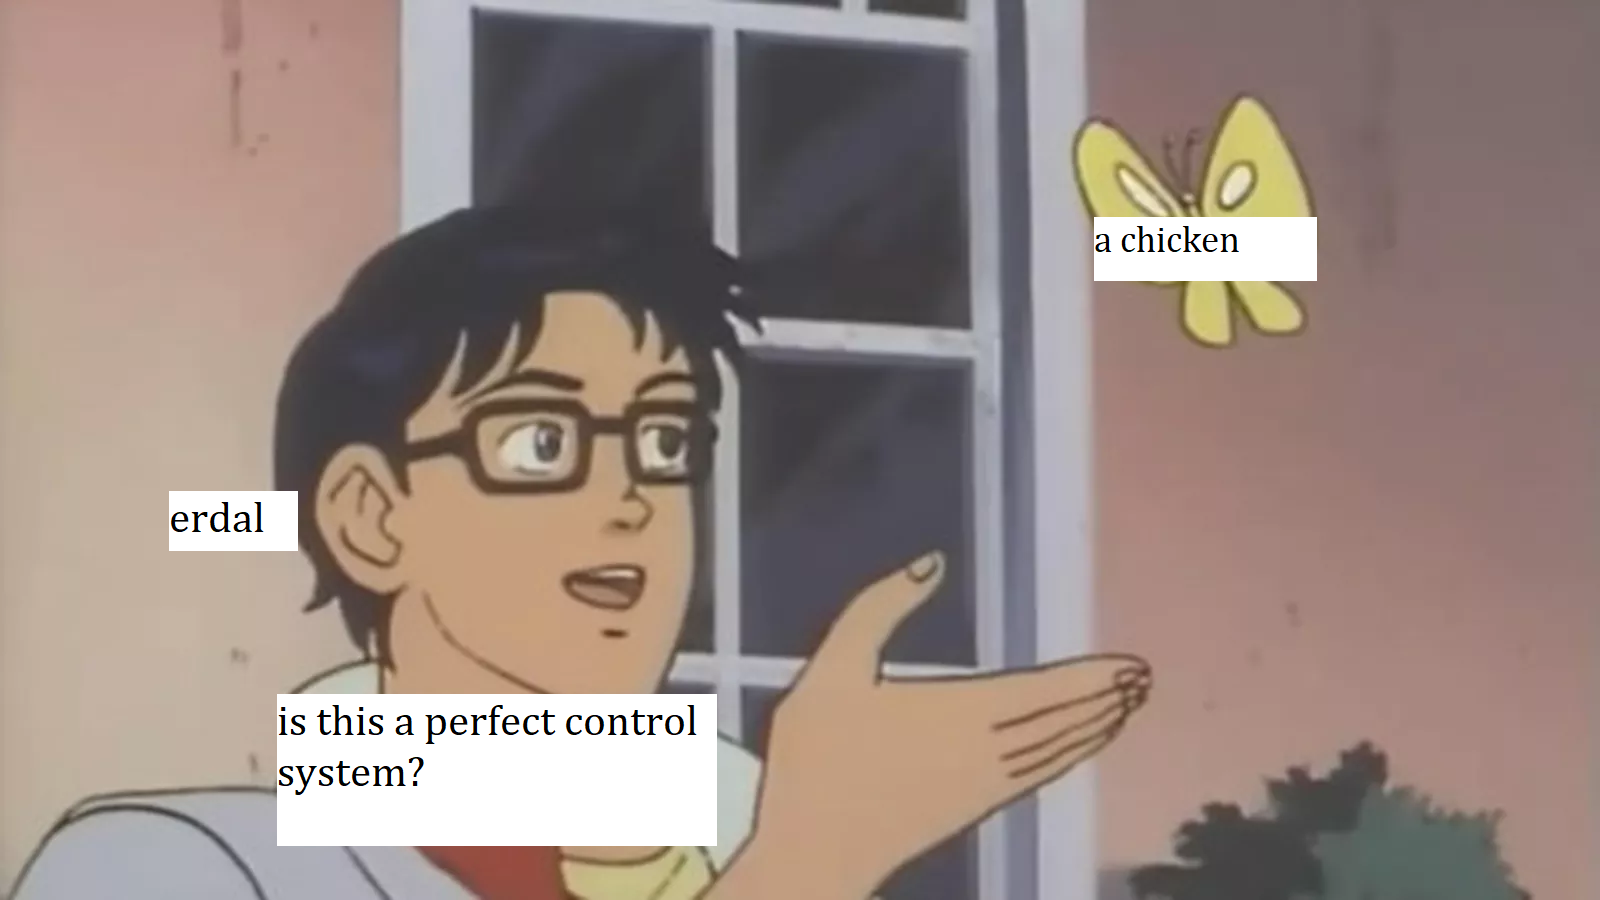 a chicken
erdal
is this a perfect control
system?